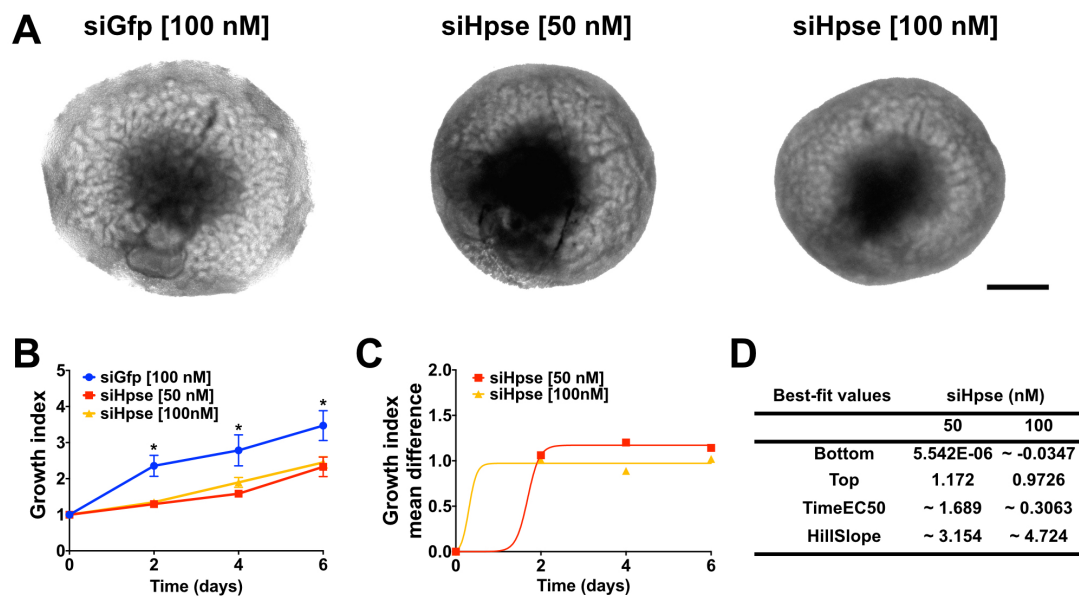 A
siGfp [100 nM]
siHpse [50 nM]
siHpse [100 nM]
B
5
4
3
2
1
0
0
2
4
6
Growth index
Time (days)
siGfp [100 nM]
siHpse [50 nM]
siHpse [100nM]
*
*
*
C
2.0
1.5
1.0
0.5
0.0
0
2
4
6
Growth index
mean difference
Time (days)
siHpse [50 nM]
siHpse [100nM]
D
Best-fit values siHpse (nM)
50 100
Bottom 5.542E-06 ~ -0.0347
Top 1.172 0.9726
TimeEC50 ~ 1.689 ~ 0.3063
HillSlope ~ 3.154 ~ 4.724